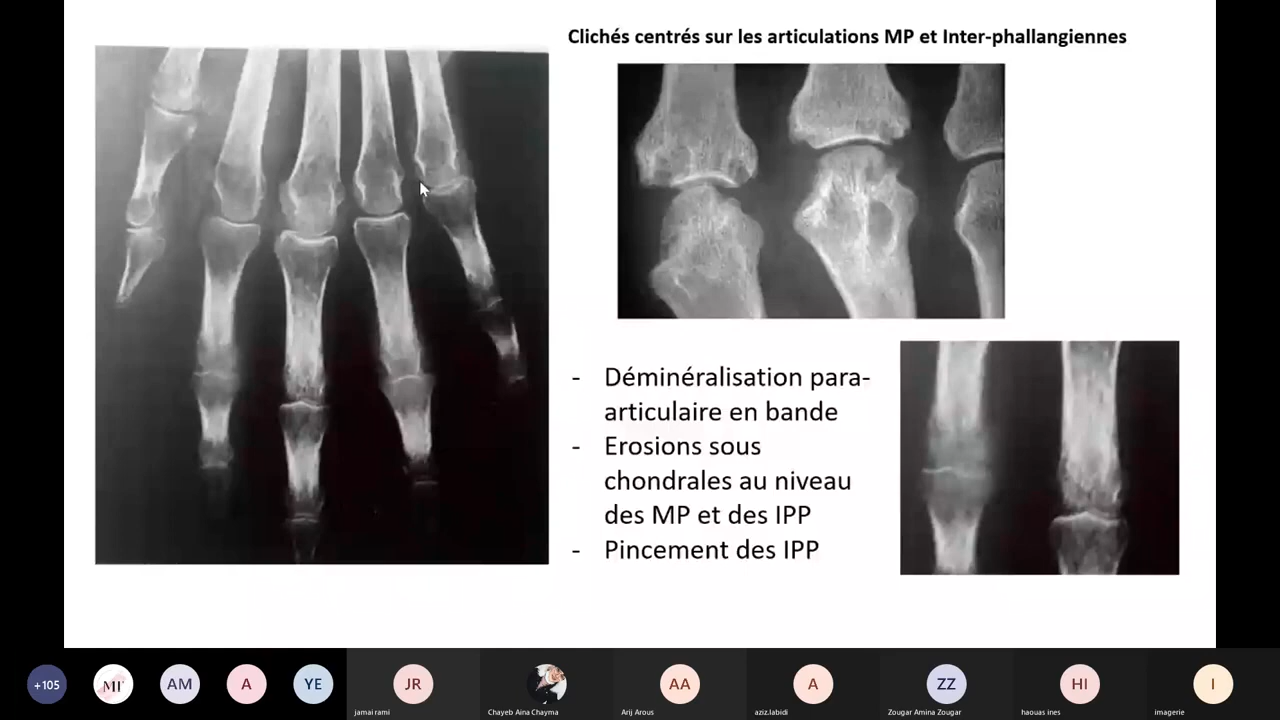 Clichés centrés sur les articulations MP et Inter-phallangiennes
- Déminéralisation para-
articulaire en bande
- Erosions sous
chondrales au niveau
des MP et des IPP
- Pincement des IPP
+105
AM
A
YE
JR
AA
A
ZZ
HI
I
jamai rami
Chayeb Aina Chayma
Arij Arous
aziz.labidi
Zougar Amina Zougar
haouas ines
imagerie